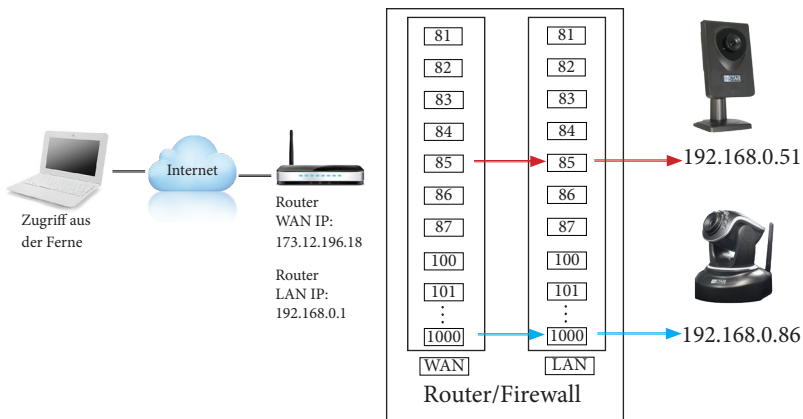 Zugriff aus
der Ferne
Internet
Router
WAN IP:
173.12.196.18
Router
LAN IP:
192.168.0.1
81
82
83
84
85
86
87
100
101
1000
WAN
81
82
83
84
85
86
87
100
101
1000
LAN
Router/Firewall
192.168.0.51
192.168.0.86